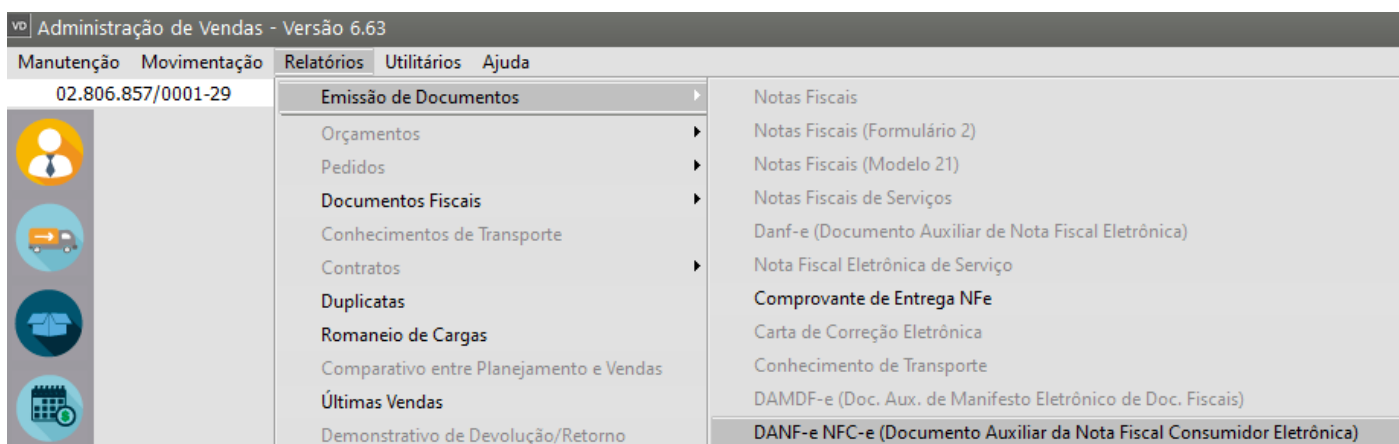 VD Administração de Vendas - Versão 6.63
Manutenção Movimentação Relatórios Utilitários Ajuda
02.806.857/0001-29
Emissão de Documentos
Orçamentos
Pedidos
Documentos Fiscais
Conhecimentos de Transporte
Contratos
Duplicatas
Romaneio de Cargas
Comparativo entre Planejamento e Vendas
Últimas Vendas
Demonstrativo de Devolução/Retorno
Notas Fiscais
Notas Fiscais (Formulário 2)
Notas Fiscais (Modelo 21)
Notas Fiscais de Serviços
Danf-e (Documento Auxiliar de Nota Fiscal Eletrônica)
Nota Fiscal Eletrônica de Serviço
Comprovante de Entrega NFe
Carta de Correção Eletrônica
Conhecimento de Transporte
DAMDF-e (Doc. Aux. de Manifesto Eletrônico de Doc. Fiscais)
DANF-e NFC-e (Documento Auxiliar da Nota Fiscal Consumidor Eletrônica)